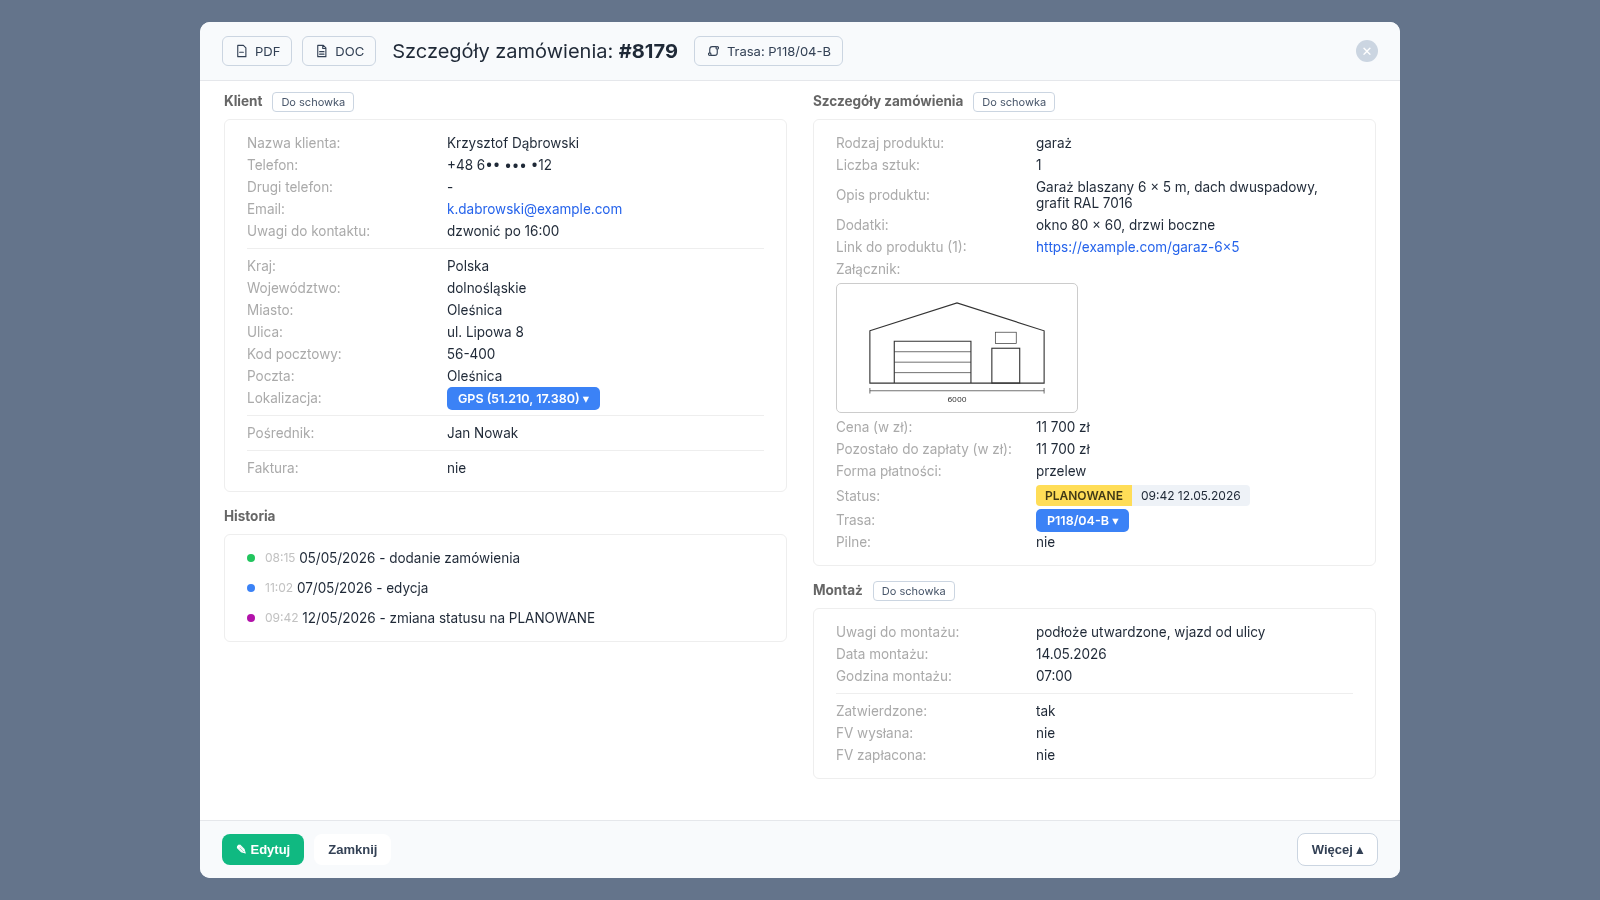 PDF
DOC
Szczegóły zamówienia: #8179
Trasa: P118/04-B
Klient
Do schowka
Nazwa klienta: Krzysztof Dąbrowski
Telefon: +48 6•• ••• •12
Drugi telefon: -
Email: k.dabrowski@example.com
Uwagi do kontaktu: dzwonić po 16:00
Kraj: Polska
Województwo: dolnośląskie
Miasto: Oleśnica
Ulica: ul. Lipowa 8
Kod pocztowy: 56-400
Poczta: Oleśnica
Lokalizacja: GPS (51.210, 17.380) ▾
Pośrednik: Jan Nowak
Faktura: nie
Historia
08:15 05/05/2026 - dodanie zamówienia
11:02 07/05/2026 - edycja
09:42 12/05/2026 - zmiana statusu na PLANOWANE
Szczegóły zamówienia
Do schowka
Rodzaj produktu: garaż
Liczba sztuk: 1
Opis produktu: Garaż blaszany 6 × 5 m, dach dwuspadowy,
grafit RAL 7016
Dodatki: okno 80 × 60, drzwi boczne
Link do produktu (1): https://example.com/garaz-6×5
Załącznik:
6000
Cena (w zł): 11 700 zł
Pozostało do zapłaty (w zł): 11 700 zł
Forma płatności: przelew
Status: PLANOWANE 09:42 12.05.2026
Trasa: P118/04-B ▾
Pilne: nie
Montaż
Do schowka
Uwagi do montażu: podłoże utwardzone, wjazd od ulicy
Data montażu: 14.05.2026
Godzina montażu: 07:00
Zatwierdzone: tak
FV wysłana: nie
FV zapłacona: nie
✎ Edytuj
Zamknij
Więcej ▴